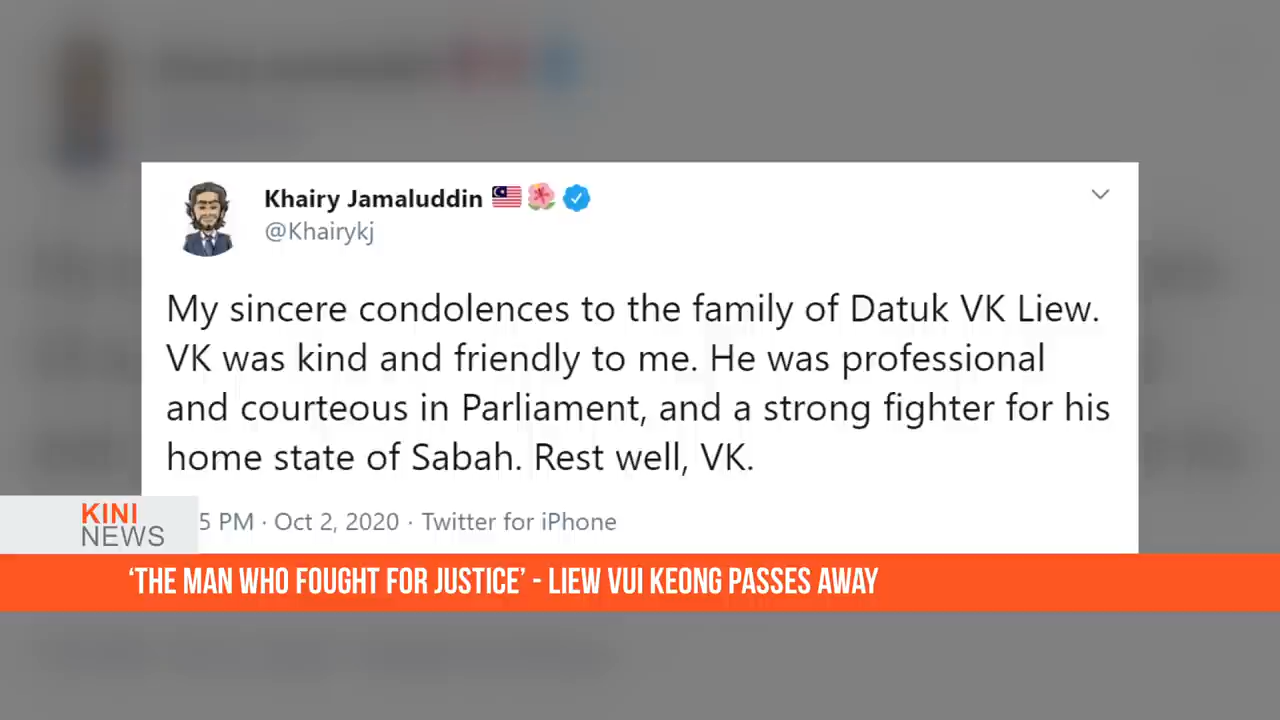 Khairy Jamaluddin 🇲🇾🌺
@Khairykj
My sincere condolences to the family of Datuk VK Liew.
VK was kind and friendly to me. He was professional
and courteous in Parliament, and a strong fighter for his
home state of Sabah. Rest well, VK.
5 PM · Oct 2, 2020 · Twitter for iPhone
KINI
NEWS
‘THE MAN WHO FOUGHT FOR JUSTICE’ - LIEW VUI KEONG PASSES AWAY